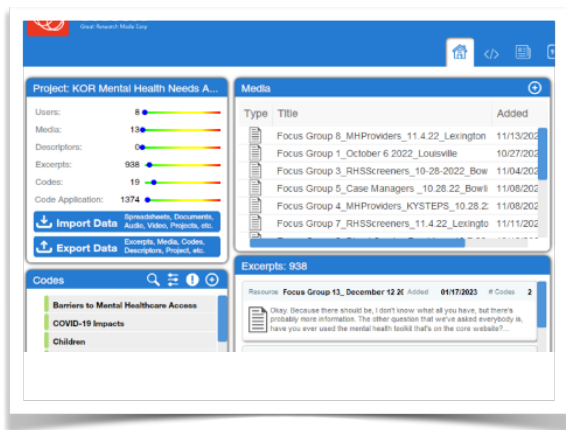 Great Research Made Easy
Project: KOR Mental Health Needs A...
Users: 8
Media: 13
Descriptors: 0
Excerpts: 938
Codes: 19
Code Application: 1374
Import Data Spreadsheets, Documents, Audio, Video, Projects, etc.
Export Data Excerpts, Media, Codes, Descriptors, Project, etc.
Codes
Barriers to Mental Healthcare Access
COVID-19 Impacts
Children
Media
Type Title Added
Focus Group 8_MHProviders_11.4.22_Lexington 11/13/202
Focus Group 1_October 6 2022_Louisville 10/27/202
Focus Group 3_RHSScreeners_10-28-2022_Bow 11/04/202
Focus Group 5_Case Managers _10.28.22_Bowli 11/08/202
Focus Group 4_MHProviders_KYSTEPS_10.28.2 11/08/202
Focus Group 7_RHSScreeners_11.4.22_Lexingto 11/11/202
Excerpts: 938
Resource Focus Group 13_ December 12 2 Added 01/17/2023 # Codes 2
Okay. Because there should be, I don't know what all you have, but there's
probably more information. The other question that we've asked everybody is,
have you ever used the mental health toolkit that's on the core website?...